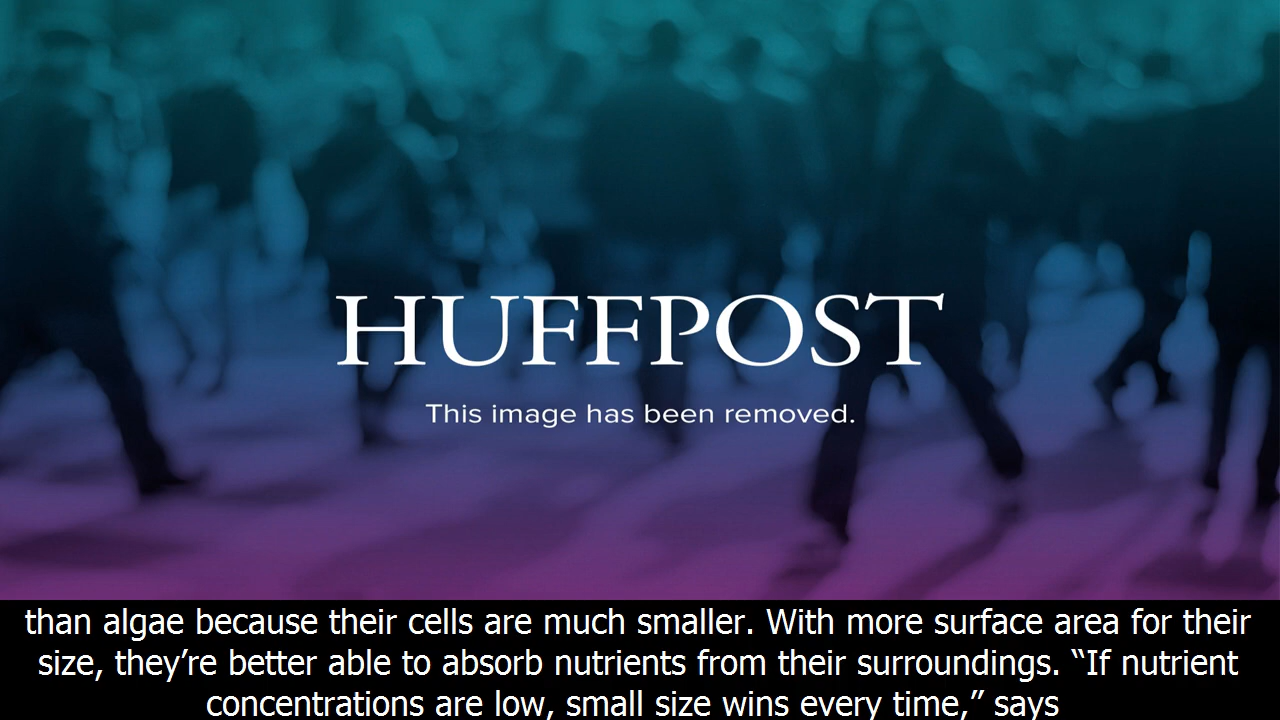 HUFFPOST
This image has been removed.
than algae because their cells are much smaller. With more surface area for their
size, they’re better able to absorb nutrients from their surroundings. “If nutrient
concentrations are low, small size wins every time,” says